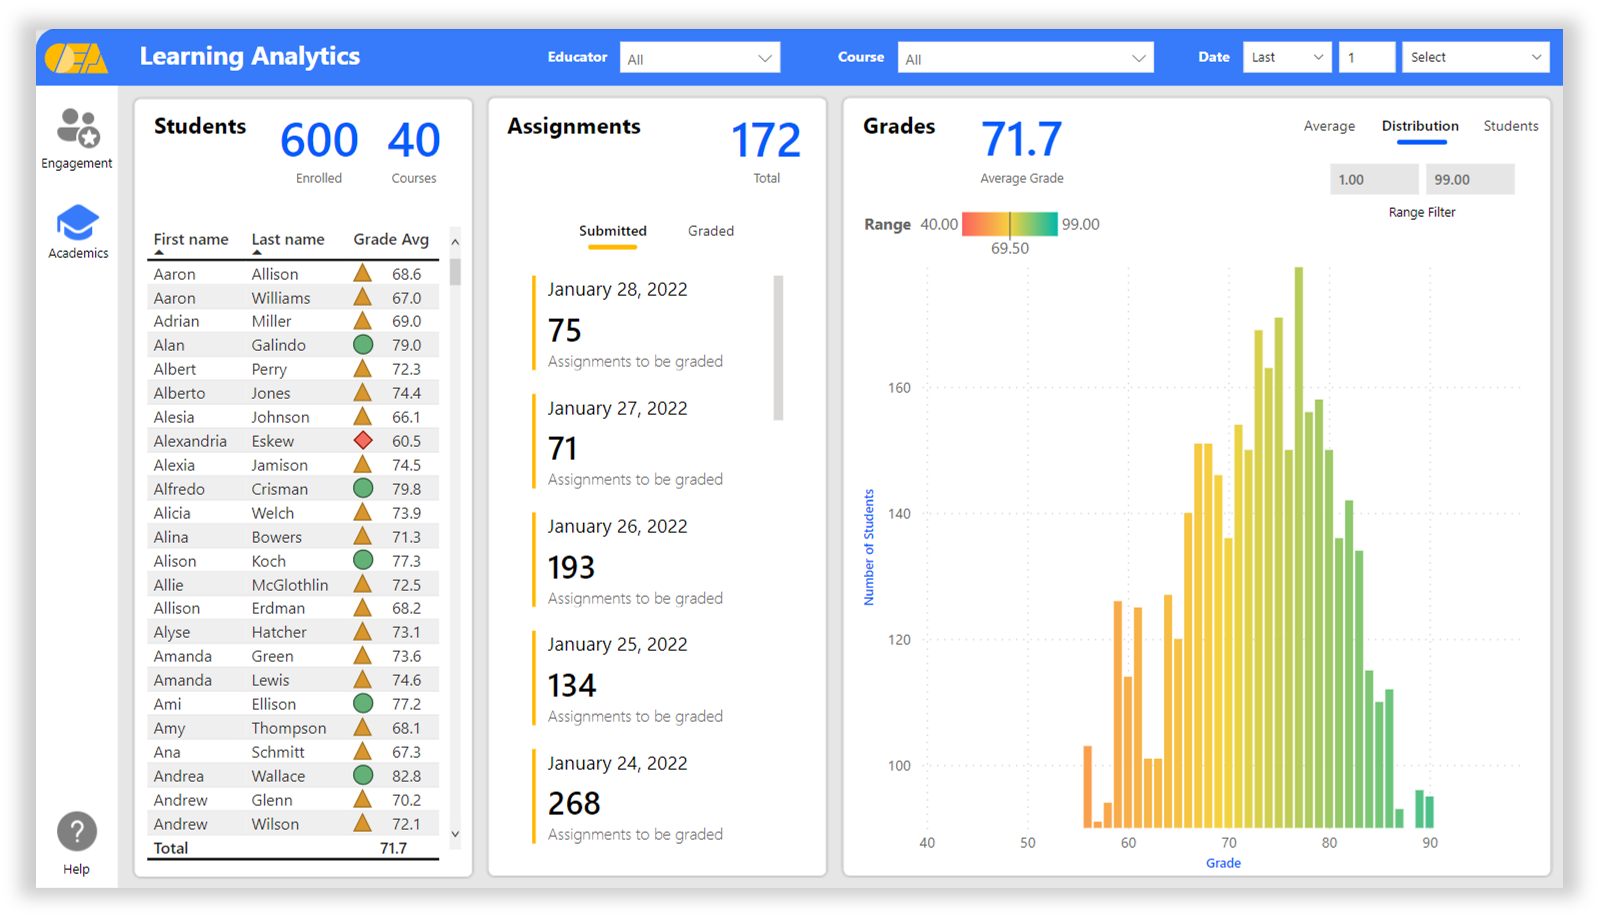 OEA
Learning Analytics
Educator
All
Course
All
Date
Last
1
Select
Engagement
Academics
Help
Students
600
Enrolled
40
Courses
First name Last name Grade Avg
Aaron Allison 68.6
Aaron Williams 67.0
Adrian Miller 69.0
Alan Galindo 79.0
Albert Perry 72.3
Alberto Jones 74.4
Alesia Johnson 66.1
Alexandria Eskew 60.5
Alexia Jamison 74.5
Alfredo Crisman 79.8
Alicia Welch 73.9
Alina Bowers 71.3
Alison Koch 77.3
Allie McGlothlin 72.5
Allison Erdman 68.2
Alyse Hatcher 73.1
Amanda Green 73.6
Amanda Lewis 74.6
Ami Ellison 77.2
Amy Thompson 68.1
Ana Schmitt 67.3
Andrea Wallace 82.8
Andrew Glenn 70.2
Andrew Wilson 72.1
Total 71.7
Assignments
172
Total
Submitted Graded
January 28, 2022
75
Assignments to be graded
January 27, 2022
71
Assignments to be graded
January 26, 2022
193
Assignments to be graded
January 25, 2022
134
Assignments to be graded
January 24, 2022
268
Assignments to be graded
Grades
71.7
Average Grade
Average Distribution Students
1.00 99.00
Range Filter
Range 40.00 99.00
69.50
160
140
120
100
Number of Students
40 50 60 70 80 90
Grade
?